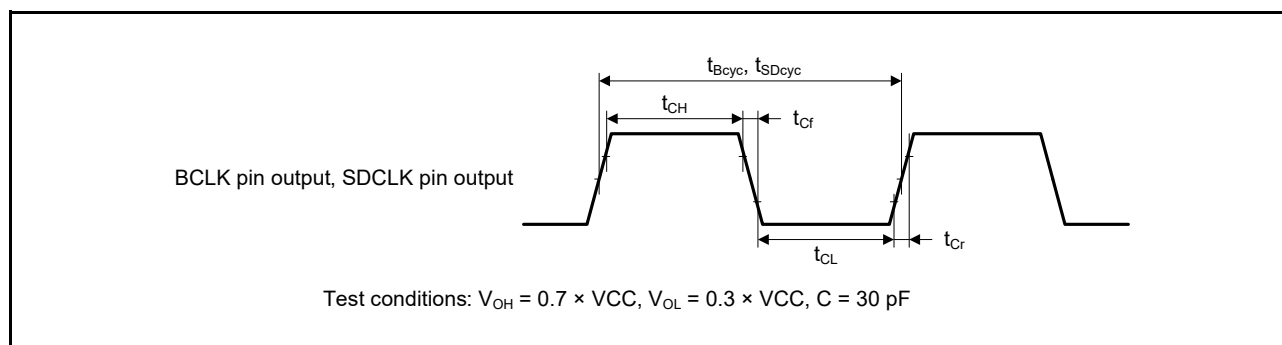 tBcyc, tSDcyc
tCH
tCf
BCLK pin output, SDCLK pin output
tCL
tCr
Test conditions: VOH = 0.7 × VCC, VOL = 0.3 × VCC, C = 30 pF